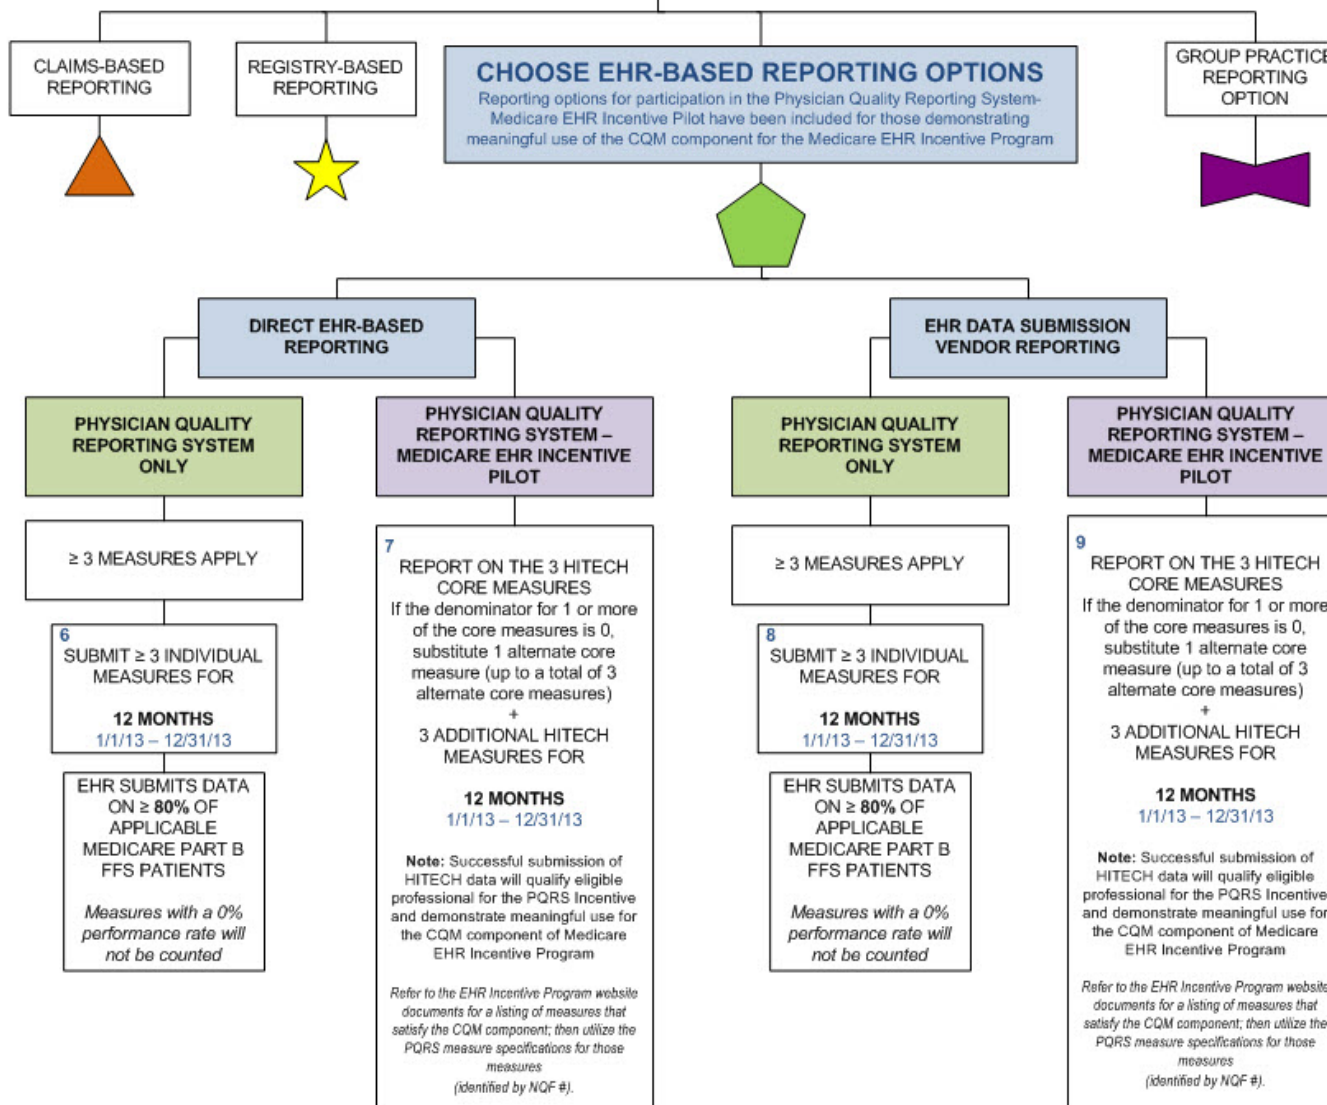 CLAIMS-BASED
REPORTING
REGISTRY-BASED
REPORTING
CHOOSE EHR-BASED REPORTING OPTIONS
Reporting options for participation in the Physician Quality Reporting System-
Medicare EHR Incentive Pilot have been included for those demonstrating
meaningful use of the CQM component for the Medicare EHR Incentive Program
GROUP PRACTICE
REPORTING
OPTION
DIRECT EHR-BASED
REPORTING
EHR DATA SUBMISSION
VENDOR REPORTING
PHYSICIAN QUALITY
REPORTING SYSTEM
ONLY
PHYSICIAN QUALITY
REPORTING SYSTEM –
MEDICARE EHR INCENTIVE
PILOT
PHYSICIAN QUALITY
REPORTING SYSTEM
ONLY
PHYSICIAN QUALITY
REPORTING SYSTEM –
MEDICARE EHR INCENTIVE
PILOT
≥ 3 MEASURES APPLY
6
SUBMIT ≥ 3 INDIVIDUAL
MEASURES FOR
12 MONTHS
1/1/13 – 12/31/13
EHR SUBMITS DATA
ON ≥ 80% OF
APPLICABLE
MEDICARE PART B
FFS PATIENTS
Measures with a 0%
performance rate will
not be counted
7
REPORT ON THE 3 HITECH
CORE MEASURES
If the denominator for 1 or more
of the core measures is 0,
substitute 1 alternate core
measure (up to a total of 3
alternate core measures)
+
3 ADDITIONAL HITECH
MEASURES FOR
12 MONTHS
1/1/13 – 12/31/13
Note: Successful submission of
HITECH data will qualify eligible
professional for the PQRS Incentive
and demonstrate meaningful use for
the CQM component of Medicare
EHR Incentive Program
Refer to the EHR Incentive Program website
documents for a listing of measures that
satisfy the CQM component; then utilize the
PQRS measure specifications for those
measures
(identified by NQF #).
≥ 3 MEASURES APPLY
8
SUBMIT ≥ 3 INDIVIDUAL
MEASURES FOR
12 MONTHS
1/1/13 – 12/31/13
EHR SUBMITS DATA
ON ≥ 80% OF
APPLICABLE
MEDICARE PART B
FFS PATIENTS
Measures with a 0%
performance rate will
not be counted
9
REPORT ON THE 3 HITECH
CORE MEASURES
If the denominator for 1 or more
of the core measures is 0,
substitute 1 alternate core
measure (up to a total of 3
alternate core measures)
+
3 ADDITIONAL HITECH
MEASURES FOR
12 MONTHS
1/1/13 – 12/31/13
Note: Successful submission of
HITECH data will qualify eligible
professional for the PQRS Incentive
and demonstrate meaningful use for
the CQM component of Medicare
EHR Incentive Program
Refer to the EHR Incentive Program website
documents for a listing of measures that
satisfy the CQM component; then utilize the
PQRS measure specifications for those
measures
(identified by NQF #).